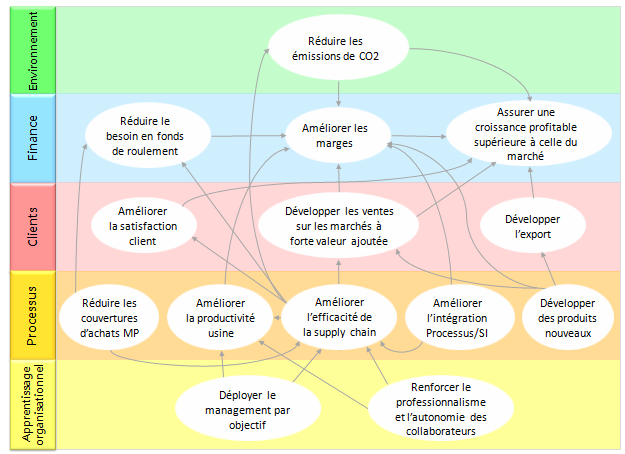 Environnement
Réduire les
émissions de CO2
Finance
Réduire le
besoin en fonds
de roulement
Améliorer les
marges
Assurer une
croissance profitable
supérieure à celle du
marché
Clients
Améliorer
la satisfaction
client
Développer les ventes
sur les marchés à
forte valeur ajoutée
Développer
l'export
Processus
Réduire les
couvertures
d'achats MP
Améliorer
la productivité
usine
Améliorer
l'efficacité de
la supply chain
Améliorer
l'intégration
Processus/SI
Développer
des produits
nouveaux
Apprentissage
organisationnel
Déployer le
management par
objectif
Renforcer le
professionnalisme
et l'autonomie des
collaborateurs